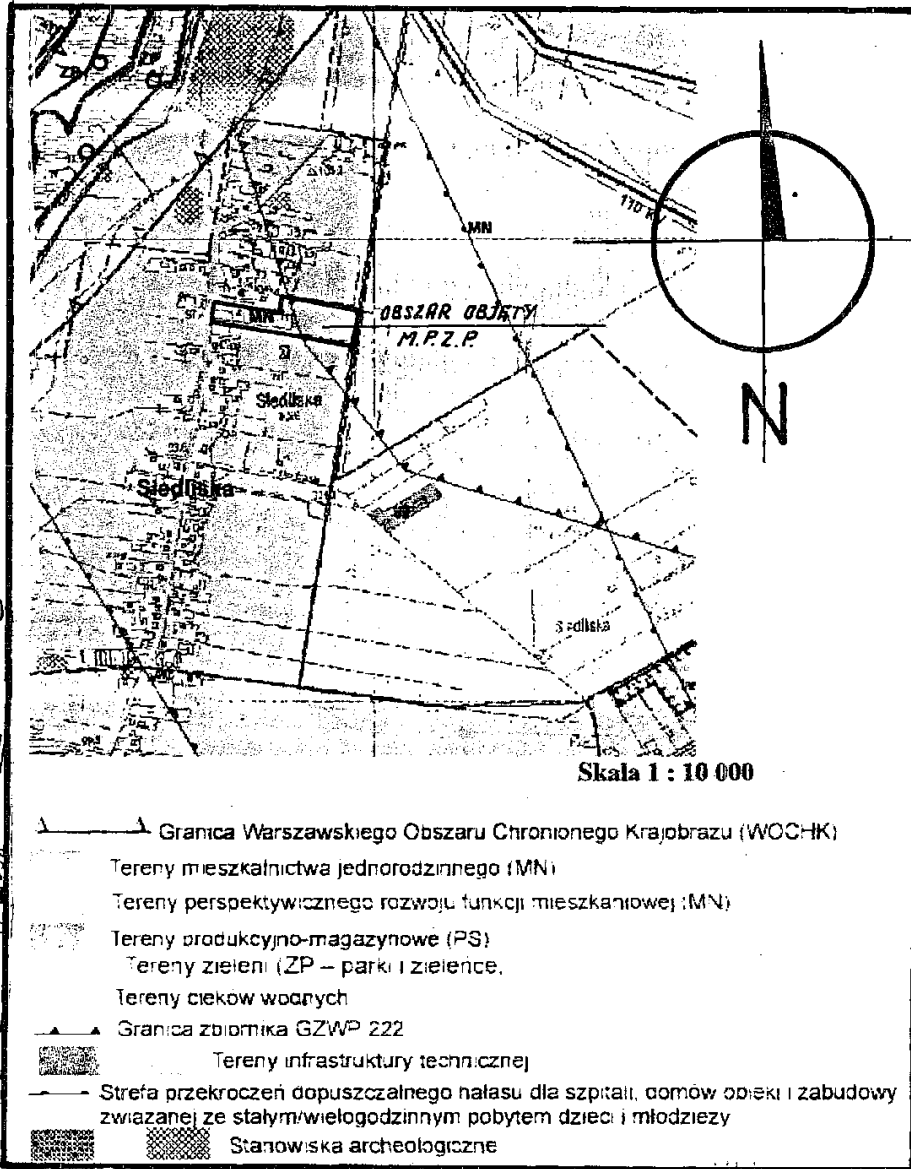 MN
110 KV
OBSZAR OBJĘTY
M.P.Z.P.
MN
Siedliska
Siedliska
Siedliska
N
Skala 1 : 10 000
Granica Warszawskiego Obszaru Chronionego Krajobrazu (WOCHK)
Tereny mieszkalnictwa jednorodzinnego (MN)
Tereny perspektywicznego rozwoju funkcji mieszkaniowej (MN)
Tereny produkcyjno-magazynowe (PS)
Tereny zieleni (ZP – parki i zieleńce,
Tereny cieków wodnych
Granica zbiornika GZWP 222
Tereny infrastruktury technicznej
Strefa przekroczeń dopuszczalnego hałasu dla szpitali, domów opieki i zabudowy
związanej ze stałym/wielogodzinnym pobytem dzieci i młodzieży
Stanowiska archeologiczne